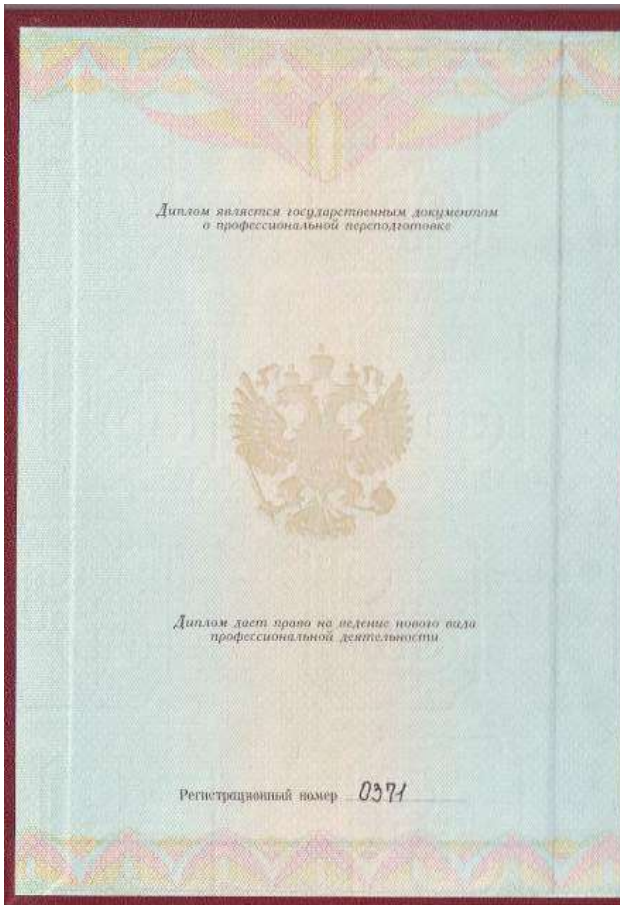 Диплом является государственным документом
о профессиональной переподготовке
Диплом дает право на ведение нового вида
профессиональной деятельности
Регистрационный номер 0371